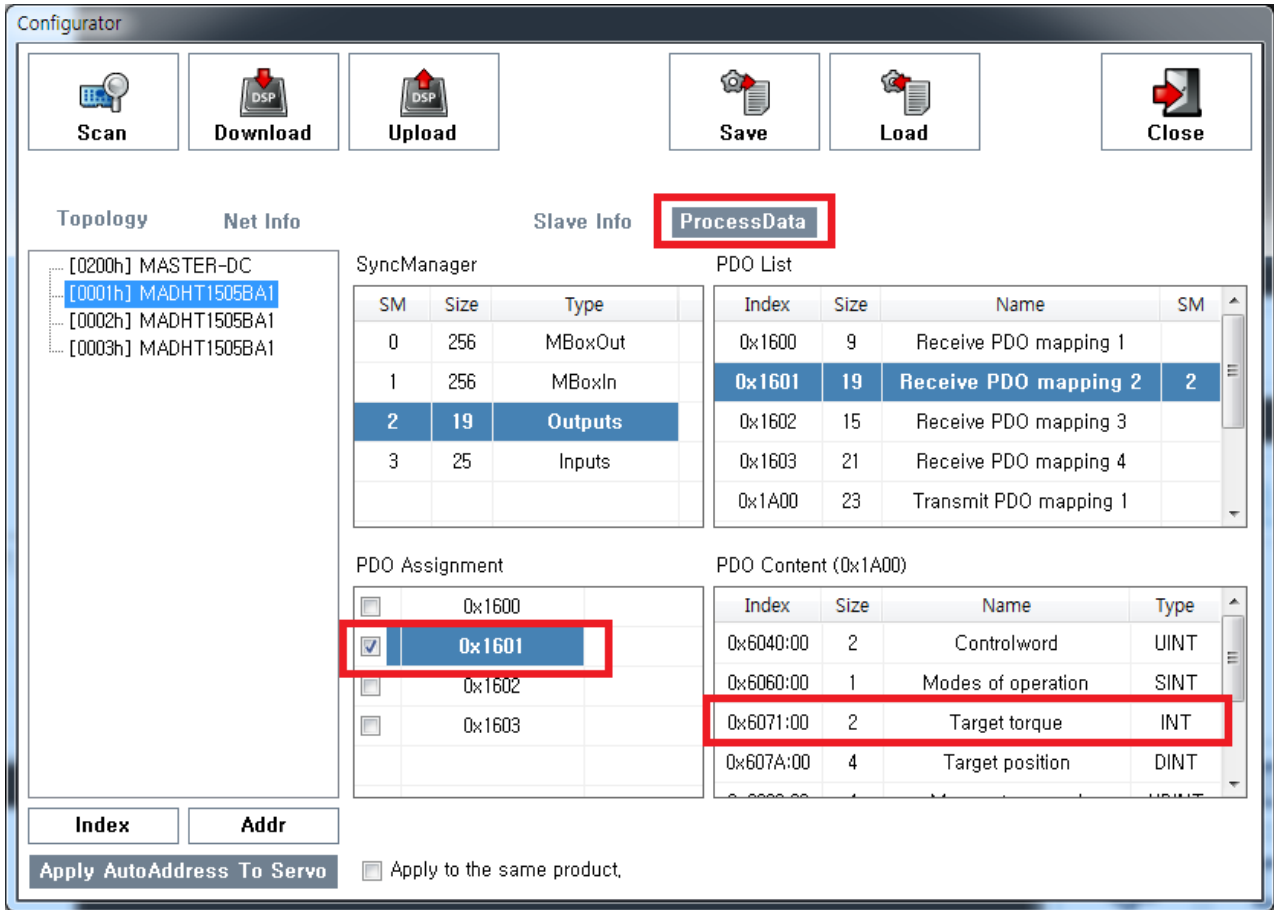 Configurator
Scan
Download
Upload
Save
Load
Close
Topology
Net Info
Slave Info
ProcessData
[0200h] MASTER-DC
[0001h] MADHT1505BA1
[0002h] MADHT1505BA1
[0003h] MADHT1505BA1
SyncManager
SM Size Type
0 256 MBoxOut
1 256 MBoxIn
2 19 Outputs
3 25 Inputs
PDO List
Index Size Name SM
0x1600 9 Receive PDO mapping 1
0x1601 19 Receive PDO mapping 2 2
0x1602 15 Receive PDO mapping 3
0x1603 21 Receive PDO mapping 4
0x1A00 23 Transmit PDO mapping 1
PDO Assignment
0x1600
0x1601
0x1602
0x1603
PDO Content (0x1A00)
Index Size Name Type
0x6040:00 2 Controlword UINT
0x6060:00 1 Modes of operation SINT
0x6071:00 2 Target torque INT
0x607A:00 4 Target position DINT
Index
Addr
Apply AutoAddress To Servo
Apply to the same product,